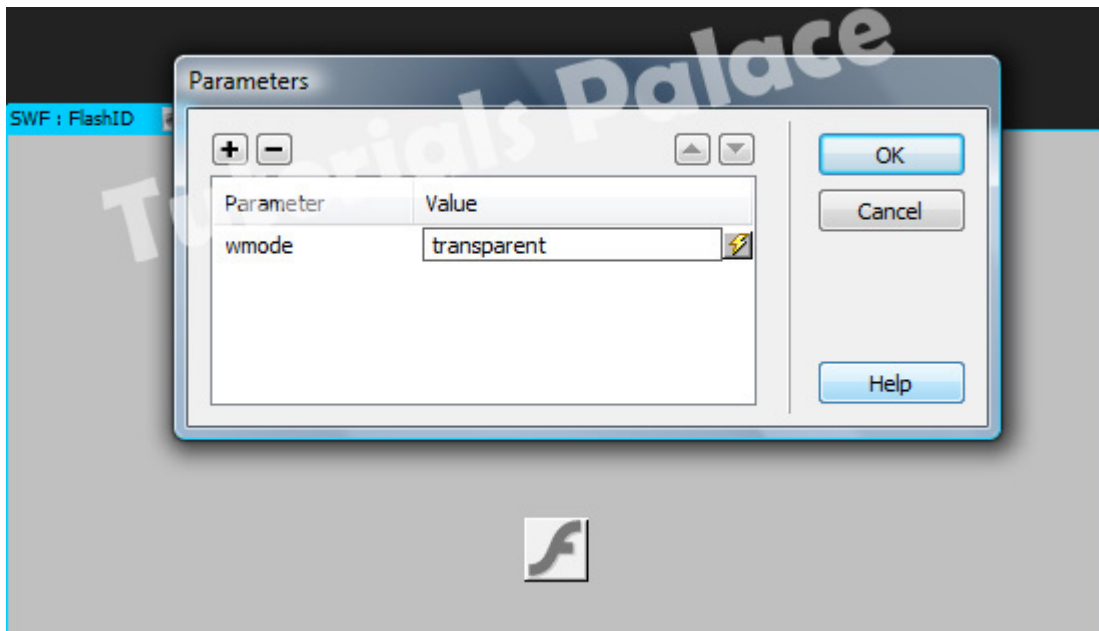 Tutorials Palace
Parameters
SWF : FlashID
+ −
OK
Parameter Value
Cancel
wmode transparent
Help